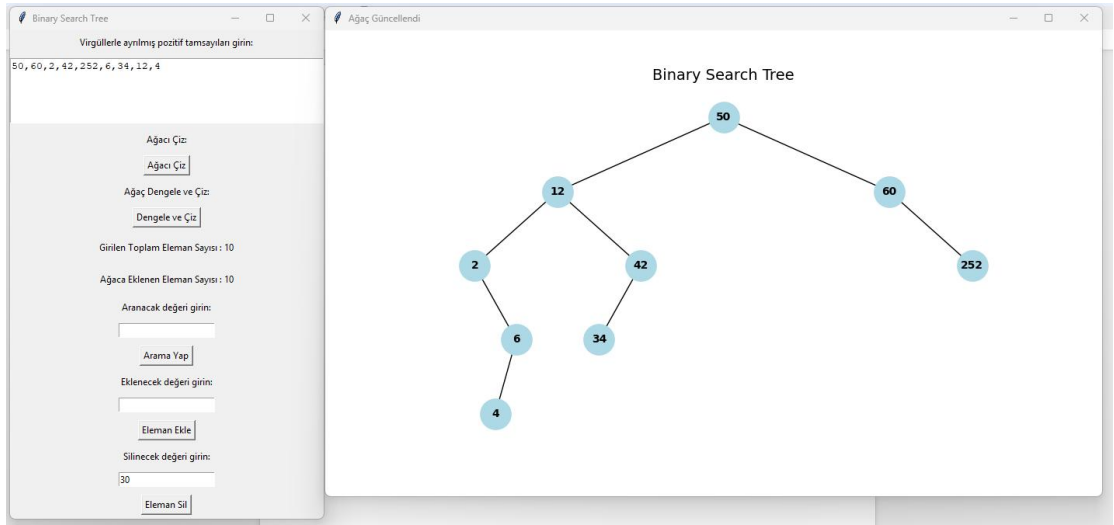 Binary Search Tree
Virgüllerle ayrılmış pozitif tamsayıları girin:
50,60,2,42,252,6,34,12,4
Ağacı Çiz:
Ağacı Çiz
Ağaç Dengele ve Çiz:
Dengele ve Çiz
Girilen Toplam Eleman Sayısı : 10
Ağaca Eklenen Eleman Sayısı : 10
Aranacak değeri girin:
Arama Yap
Eklenecek değeri girin:
Eleman Ekle
Silinecek değeri girin:
30
Eleman Sil
Ağaç Güncellendi
Binary Search Tree
50
12 60
2 42 252
6 34
4